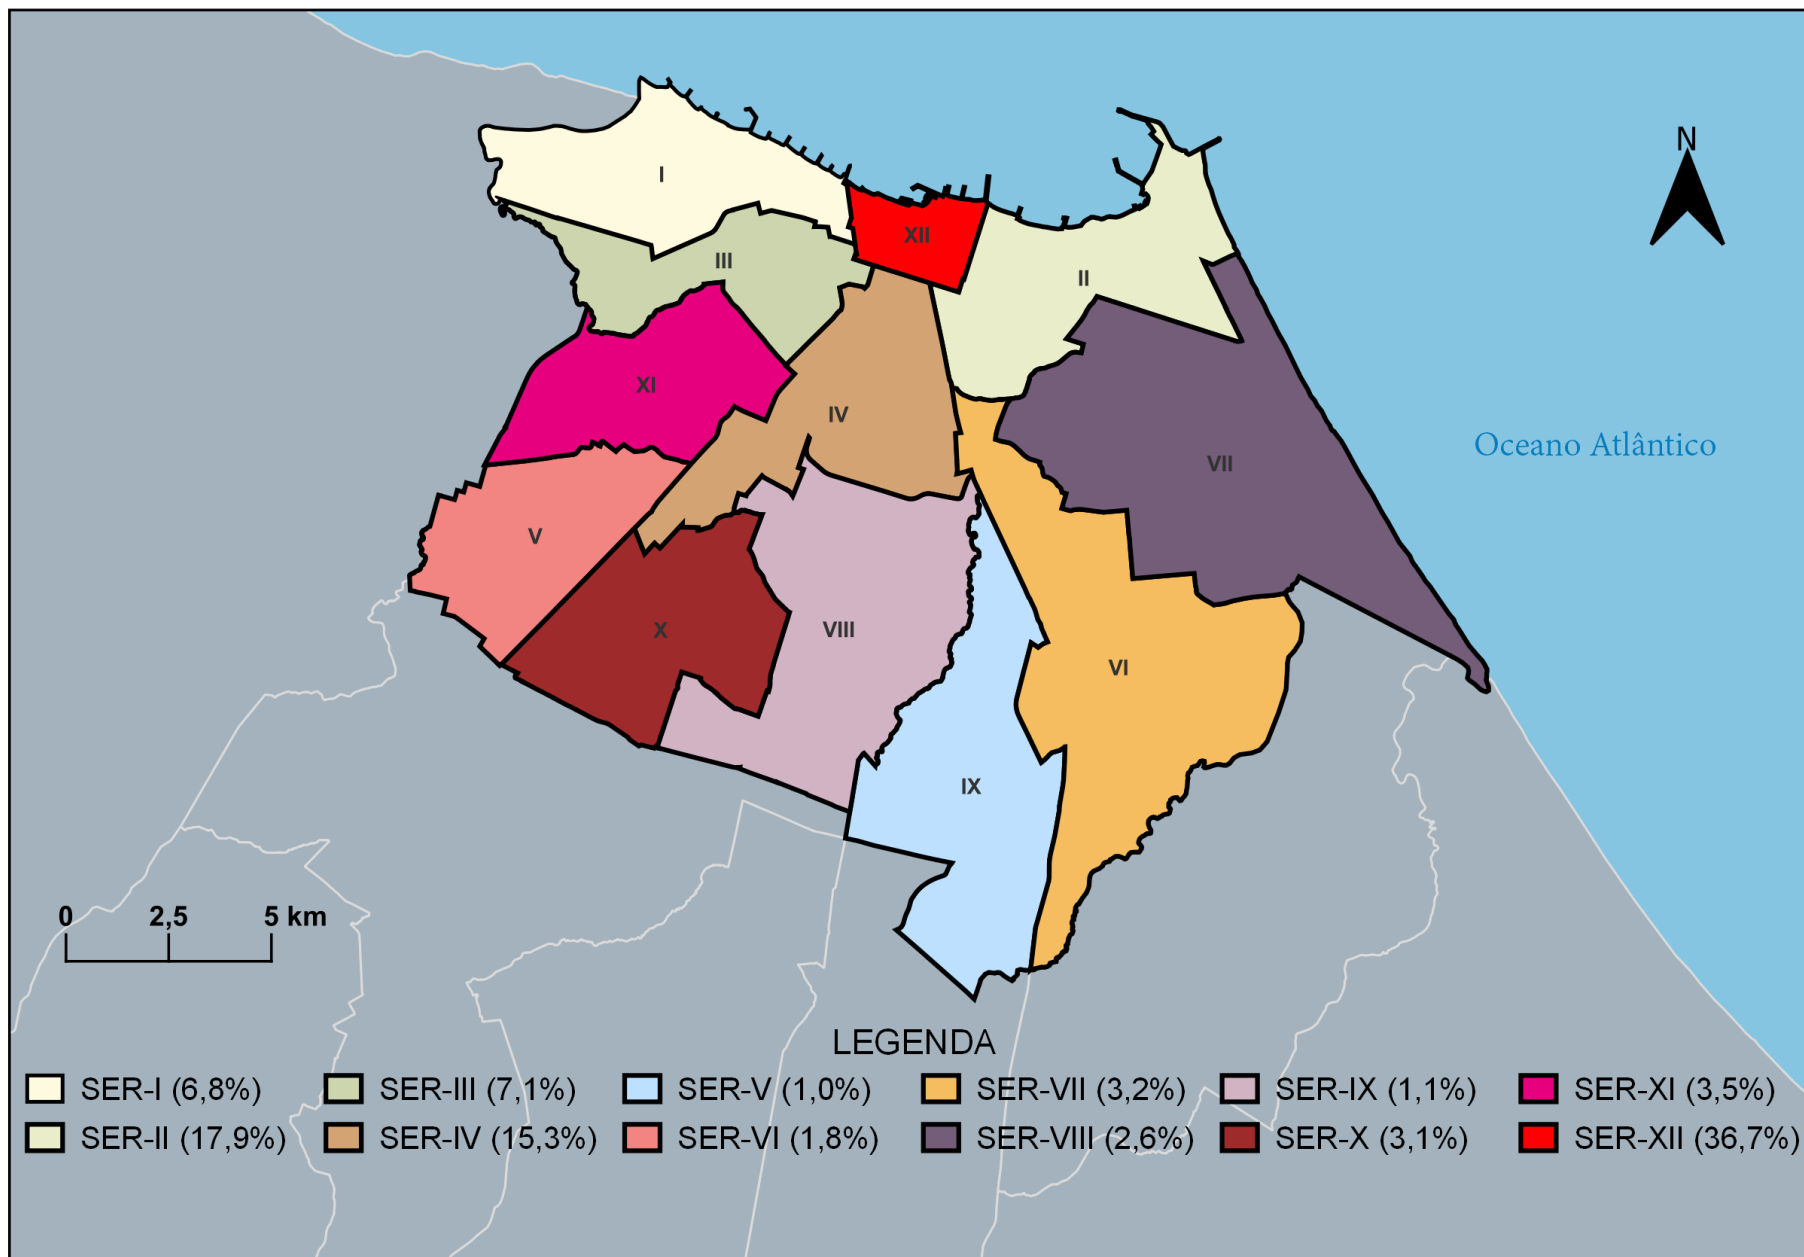 N
I
XII
III
II
XI
IV
VII
Oceano Atlântico
V
X
VIII
VI
IX
0 2,5 5 km
LEGENDA
SER-I (6,8%) SER-III (7,1%) SER-V (1,0%) SER-VII (3,2%) SER-IX (1,1%) SER-XI (3,5%)
SER-II (17,9%) SER-IV (15,3%) SER-VI (1,8%) SER-VIII (2,6%) SER-X (3,1%) SER-XII (36,7%)